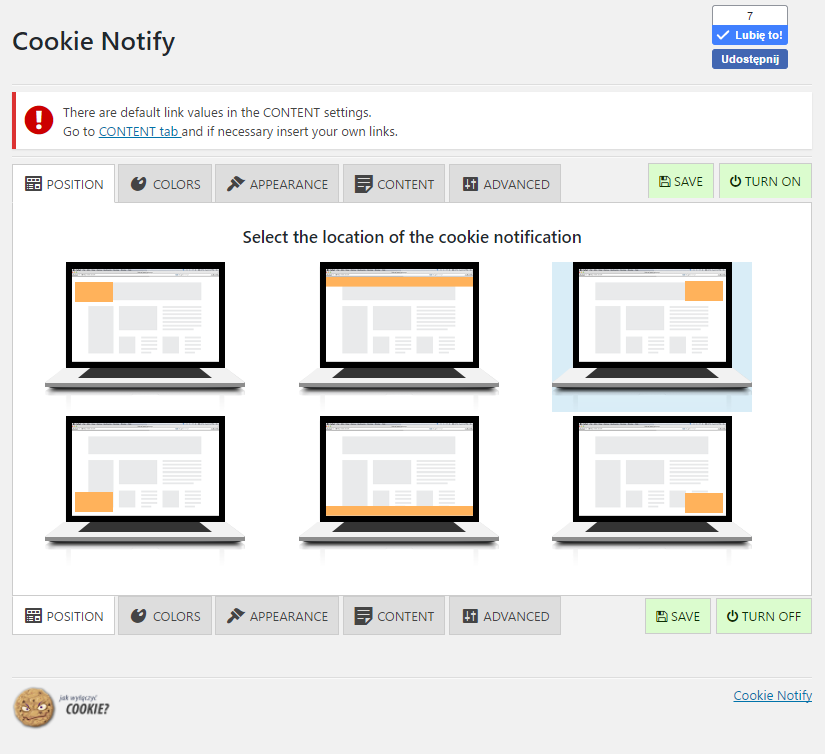 Cookie Notify
7
Lubię to!
Udostępnij
There are default link values in the CONTENT settings.
Go to CONTENT tab and if necessary insert your own links.
POSITION COLORS APPEARANCE CONTENT ADVANCED SAVE TURN ON
Select the location of the cookie notification
POSITION COLORS APPEARANCE CONTENT ADVANCED SAVE TURN OFF
jak wyłączyć
COOKIE?
Cookie Notify